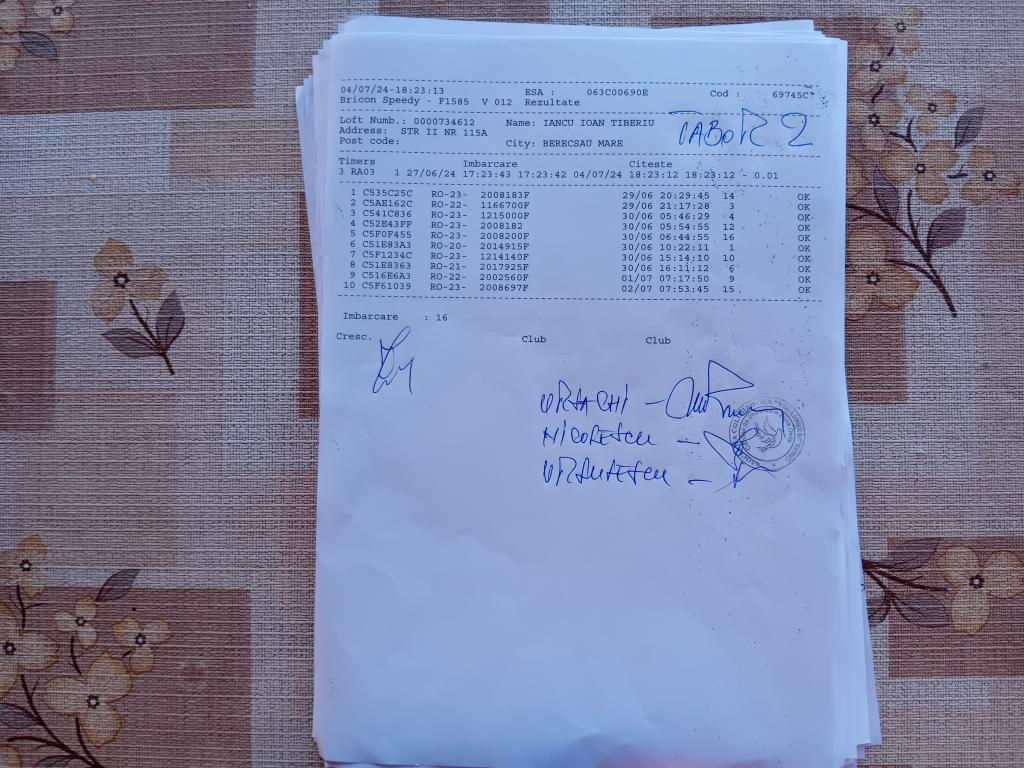 04/07/24-18:23:13 ESA : 063C00690E Cod : 69745C
Bricon Speedy - F1585 V 012 Rezultate
Loft Numb.: 0000734612 Name: IANCU IOAN TIBERIU TABOR 2
Address: STR II NR 115A
Post code: City: BERECSAU MARE
Timers Imbarcare Citeste
3 RA03 1 27/06/24 17:23:43 17:23:42 04/07/24 18:23:12 18:23:12 - 0.01
1 C535C25C RO-23- 2008183F 29/06 20:29:45 14 OK
2 C5AE162C RO-22- 1166700F 29/06 21:17:28 3 OK
3 C541C836 RO-23- 1215000F 30/06 05:46:29 4 OK
4 C52E43FF RO-23- 2008182 30/06 05:54:55 12 OK
5 C5F0F455 RO-23- 2008200F 30/06 06:44:55 16 OK
6 C51E83A3 RO-20- 2014915F 30/06 10:22:11 1 OK
7 C5F1234C RO-23- 1214140F 30/06 15:14:10 10 OK
8 C51E8363 RO-21- 2017925F 30/06 16:11:12 6 OK
9 C516E6A3 RO-22- 2002560F 01/07 07:17:50 9 OK
10 C5F61039 RO-23- 2008697F 02/07 07:53:45 15 OK
Imbarcare : 16
Cresc. Club Club
URSACHI -
NICORESCU -